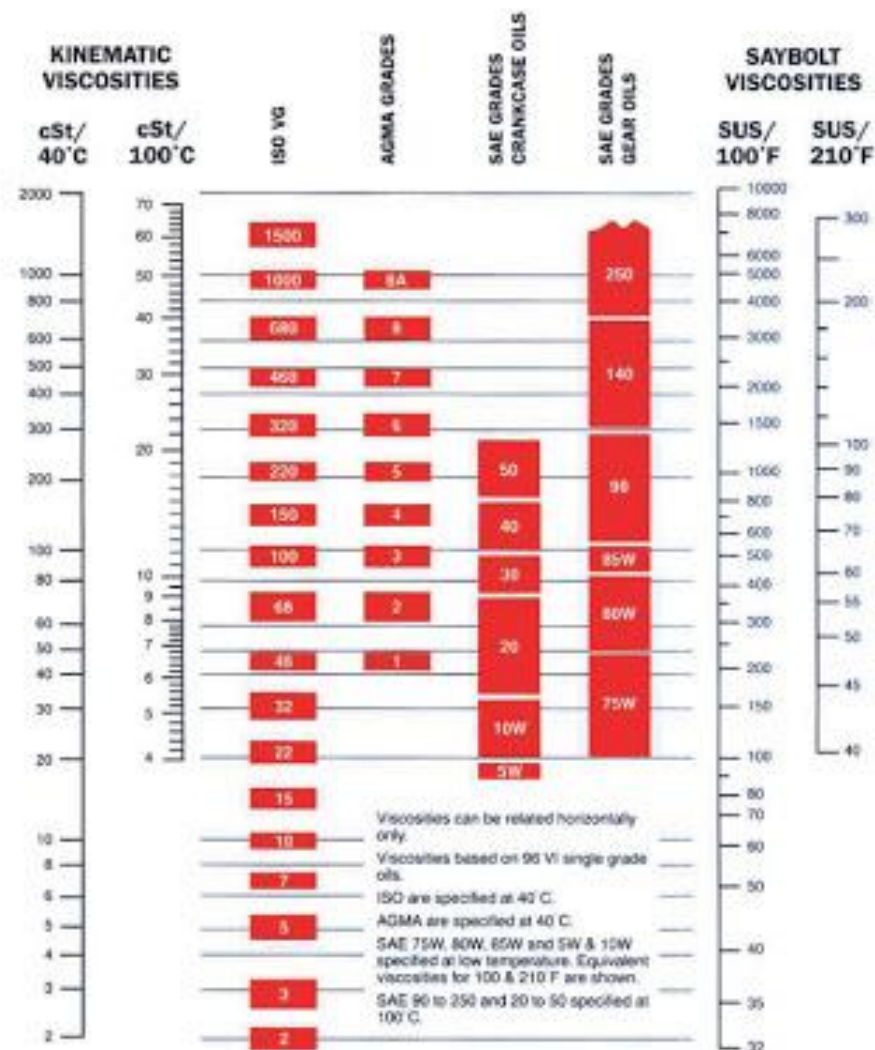 KINEMATIC
VISCOSITIES
cSt/
40°C
cSt/
100°C
ISO VG
AGMA GRADES
SAE GRADES
CRANKCASE OILS
SAE GRADES
GEAR OILS
SAYBOLT
VISCOSITIES
SUS/
100°F
SUS/
210°F
2000
1000
800
600
500
400
300
200
100
80
60
50
40
30
20
10
8
6
5
4
3
2
70
60
50
40
30
20
10
9
8
7
6
5
4
1500
1000
680
460
320
220
150
100
68
46
32
22
15
10
7
5
3
2
8A
8
7
6
5
4
3
2
1
50
40
30
20
10W
5W
250
140
90
85W
80W
75W
10000
8000
6000
5000
4000
3000
2000
1500
1000
800
600
500
400
300
200
150
100
80
70
60
50
40
35
32
300
200
100
90
80
70
60
55
50
45
40
Viscosities can be related horizontally
only.
Viscosities based on 96 VI single grade
oils.
ISO are specified at 40°C.
AGMA are specified at 40°C.
SAE 75W, 80W, 85W and 5W & 10W
specified at low temperature. Equivalent
viscosities for 100 & 210°F are shown.
SAE 90 to 250 and 20 to 50 specified at
100°C.